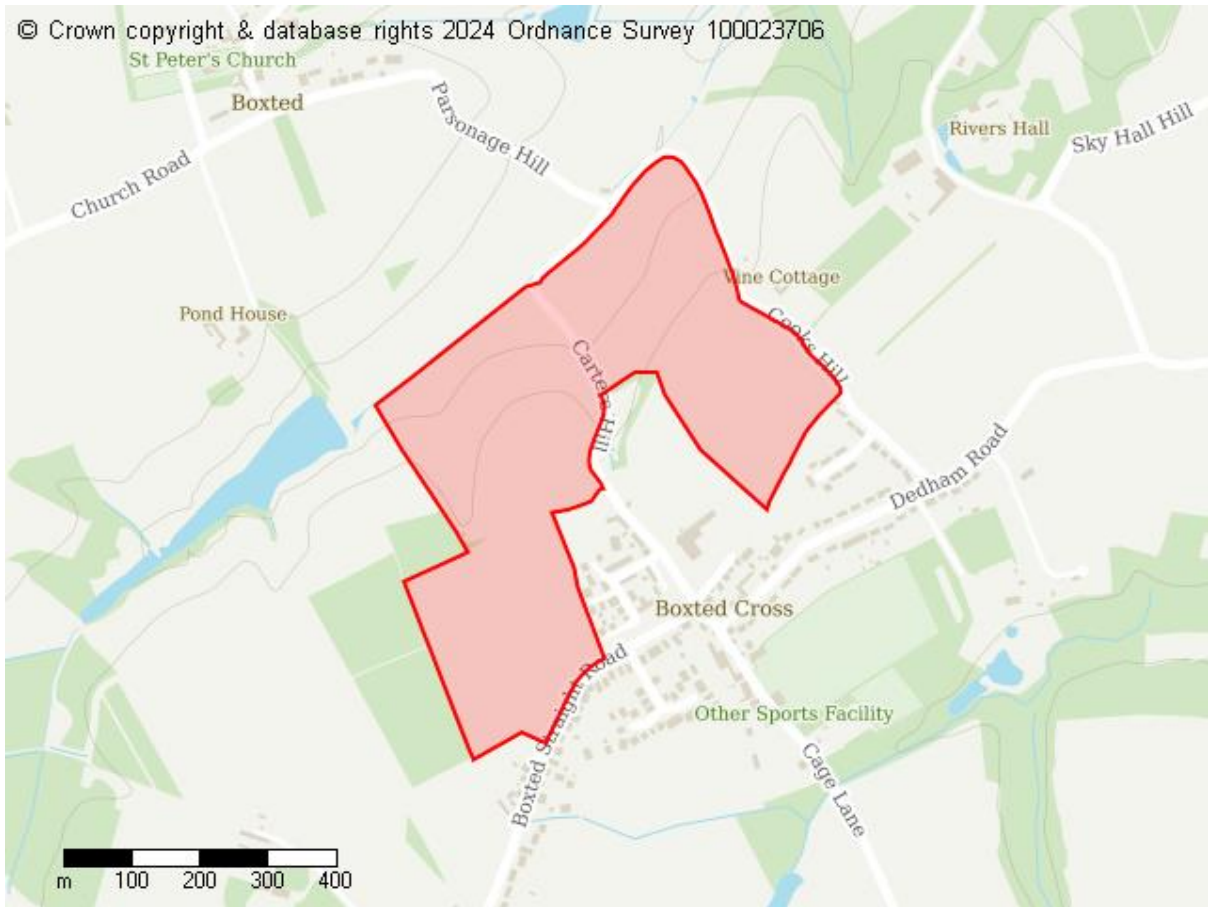 © Crown copyright & database rights 2024 Ordnance Survey 100023706
St Peter's Church
Boxted
Parsonage Hill
Church Road
Rivers Hall
Sky Hall Hill
Vine Cottage
Pond House
Cooks Hill
Carters Hill
Dedham Road
Boxted Cross
Boxted Straight Road
Other Sports Facility
Cage Lane
m 100 200 300 400